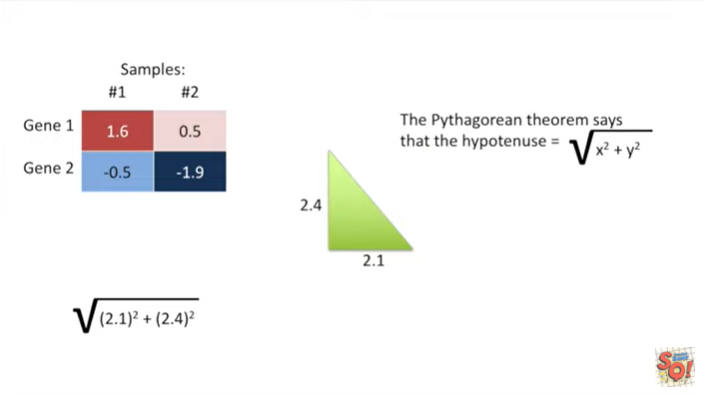 Samples:
#1 #2
Gene 1 1.6 0.5
Gene 2 -0.5 -1.9
The Pythagorean theorem says
that the hypotenuse = √x² + y²
2.4
2.1
√(2.1)² + (2.4)²
SQ!